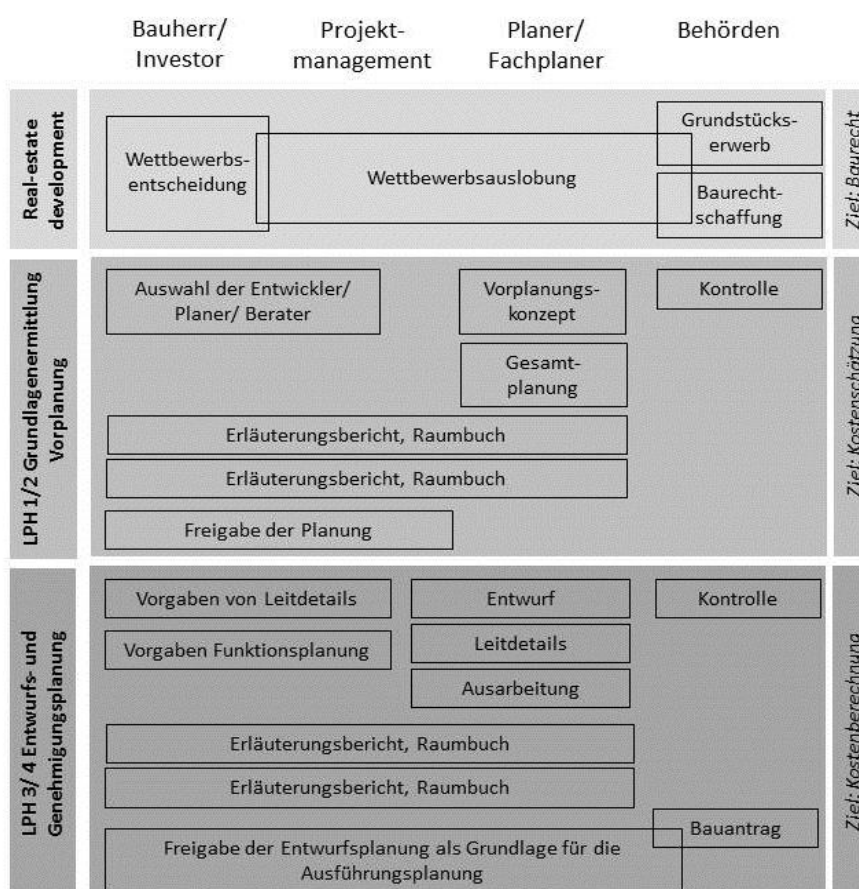 Bauherr/
Investor
Projekt-
management
Planer/
Fachplaner
Behörden
Real-estate
development
Wettbewerbs-
entscheidung
Wettbewerbsauslobung
Grundstücks-
erwerb
Baurecht-
schaffung
Ziel: Baurecht
LPH 1/2 Grundlagenermittlung
Vorplanung
Auswahl der Entwickler/
Planer/ Berater
Vorplanungs-
konzept
Kontrolle
Gesamt-
planung
Erläuterungsbericht, Raumbuch
Erläuterungsbericht, Raumbuch
Freigabe der Planung
Ziel: Kostenschätzung
LPH 3/ 4 Entwurfs- und
Genehmigungsplanung
Vorgaben von Leitdetails
Entwurf
Kontrolle
Vorgaben Funktionsplanung
Leitdetails
Ausarbeitung
Erläuterungsbericht, Raumbuch
Erläuterungsbericht, Raumbuch
Bauantrag
Freigabe der Entwurfsplanung als Grundlage für die
Ausführungsplanung
Ziel: Kostenberechnung